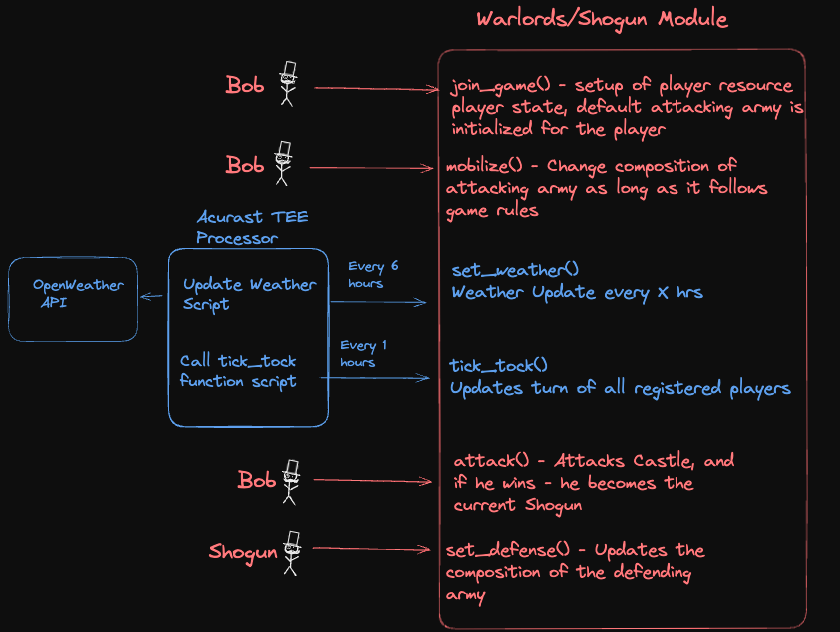 Warlords/Shogun Module
Bob
join_game() - setup of player resource
player state, default attacking army is
initialized for the player
Bob
mobilize() - Change composition of
attacking army as long as it follows
game rules
Acurast TEE
Processor
OpenWeather
API
Update Weather
Script
Every 6
hours
set_weather()
Weather Update every X hrs
Call tick_tock
function script
Every 1
hours
tick_tock()
Updates turn of all registered players
Bob
attack() - Attacks Castle, and
if he wins - he becomes the
current Shogun
Shogun
set_defense() - Updates the
composition of the defending
army